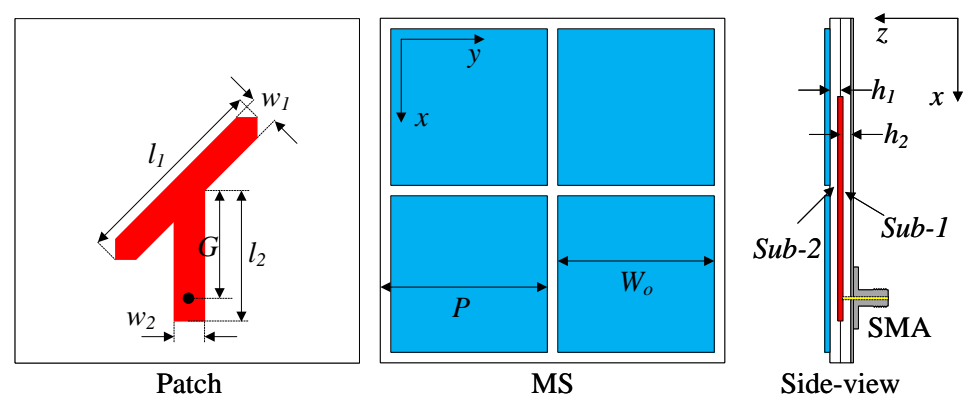 w1
l1
G
l2
w2
Patch
y
x
P
Wo
MS
z
x
h1
h2
Sub-2
Sub-1
SMA
Side-view